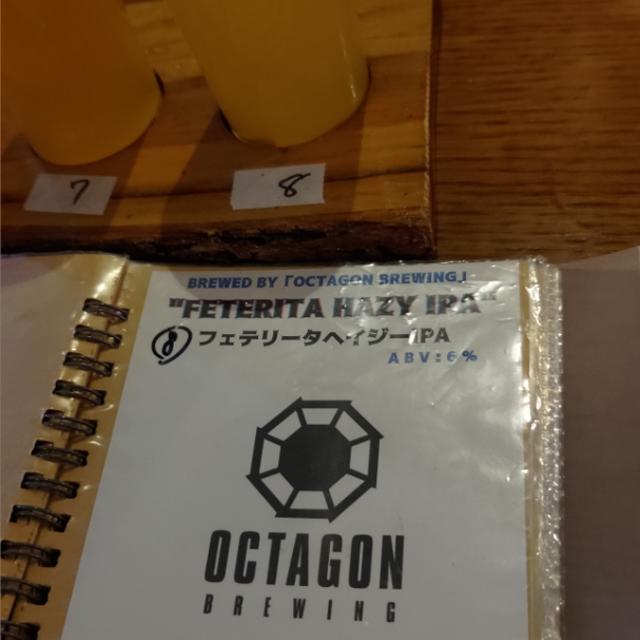 7
8
BREWED BY「OCTAGON BREWING」
"FETERITA HAZY IPA"
⑧フェテリータヘイジーIPA
ABV:6%
OCTAGON
BREWING